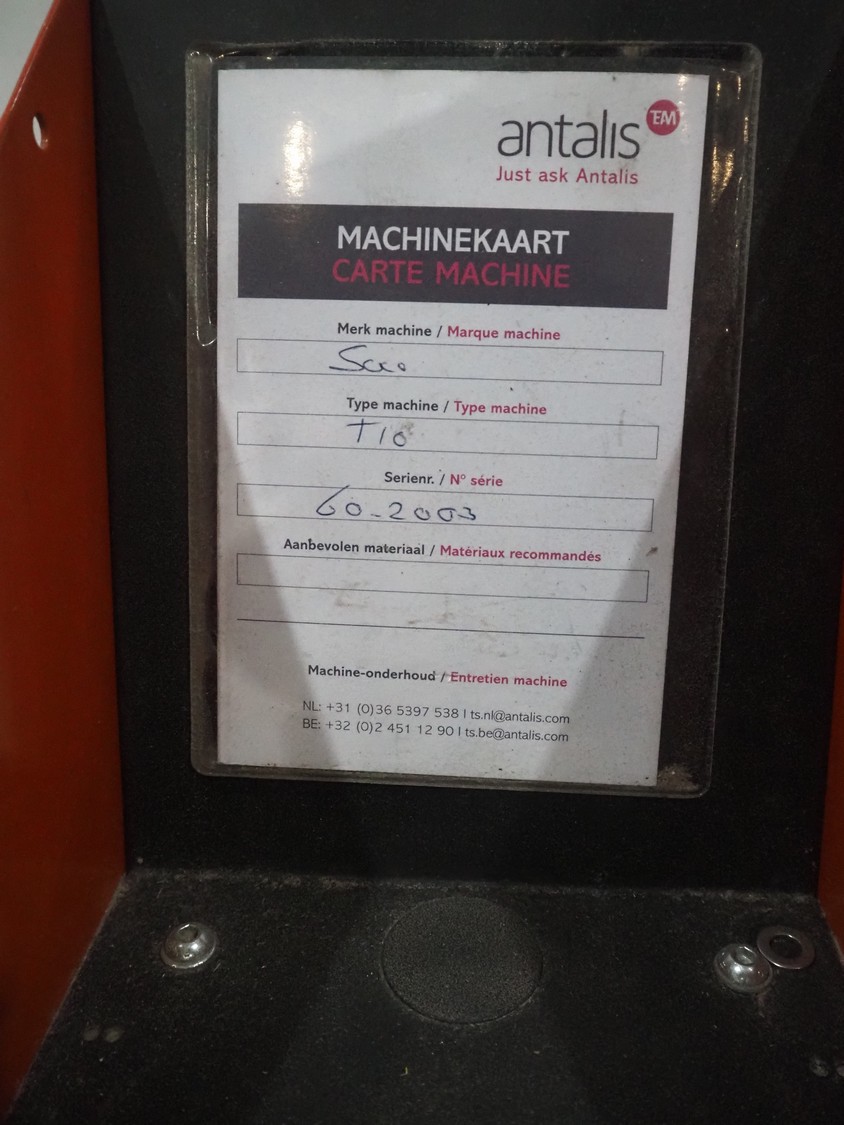 antalis TEM
Just ask Antalis
MACHINEKAART
CARTE MACHINE
Merk machine / Marque machine
Type machine / Type machine
T10
Serienr. / N° série
60-2003
Aanbevolen materiaal / Matériaux recommandés
Machine-onderhoud / Entretien machine
NL: +31 (0)36 5397 538 | ts.nl@antalis.com
BE: +32 (0)2 451 12 90 | ts.be@antalis.com